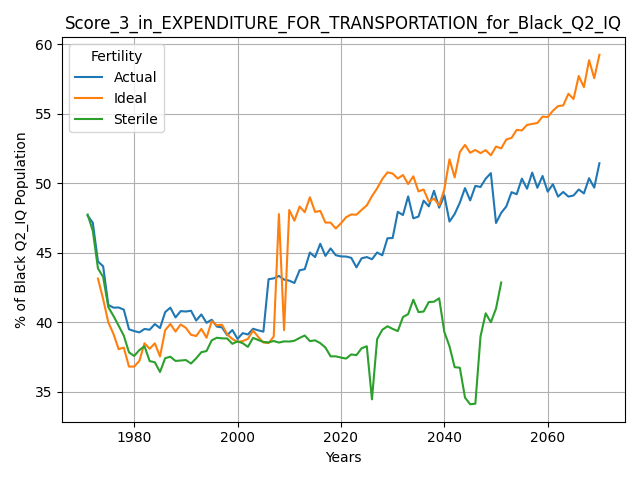 Score_3_in_EXPENDITURE_FOR_TRANSPORTATION_for_Black_Q2_IQ
Fertility
Actual
Ideal
Sterile
% of Black Q2_IQ Population
60
55
50
45
40
35
1980
2000
2020
2040
2060
Years